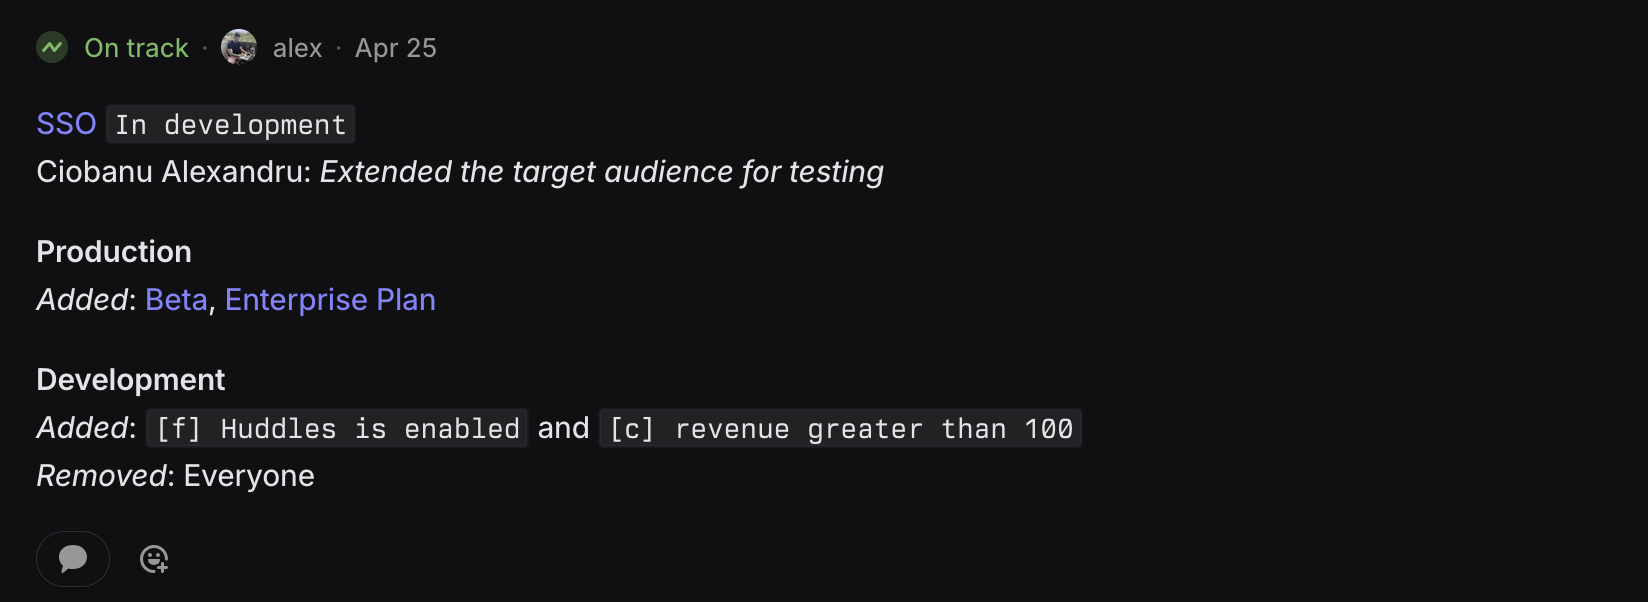 On track · alex · Apr 25
SSO In development
Ciobanu Alexandru: Extended the target audience for testing
Production
Added: Beta, Enterprise Plan
Development
Added: [f] Huddles is enabled and [c] revenue greater than 100
Removed: Everyone